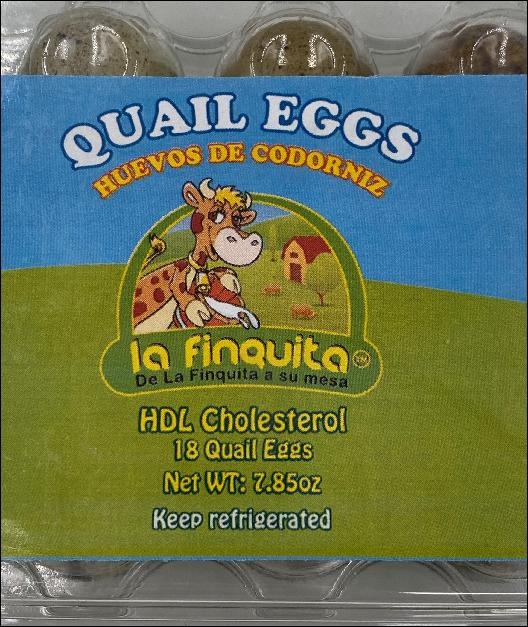 QUAIL EGGS
HUEVOS DE CODORNIZ
la Finquita TM
De La Finquita a su mesa
HDL Cholesterol
18 Quail Eggs
Net WT: 7.85oz
Keep refrigerated